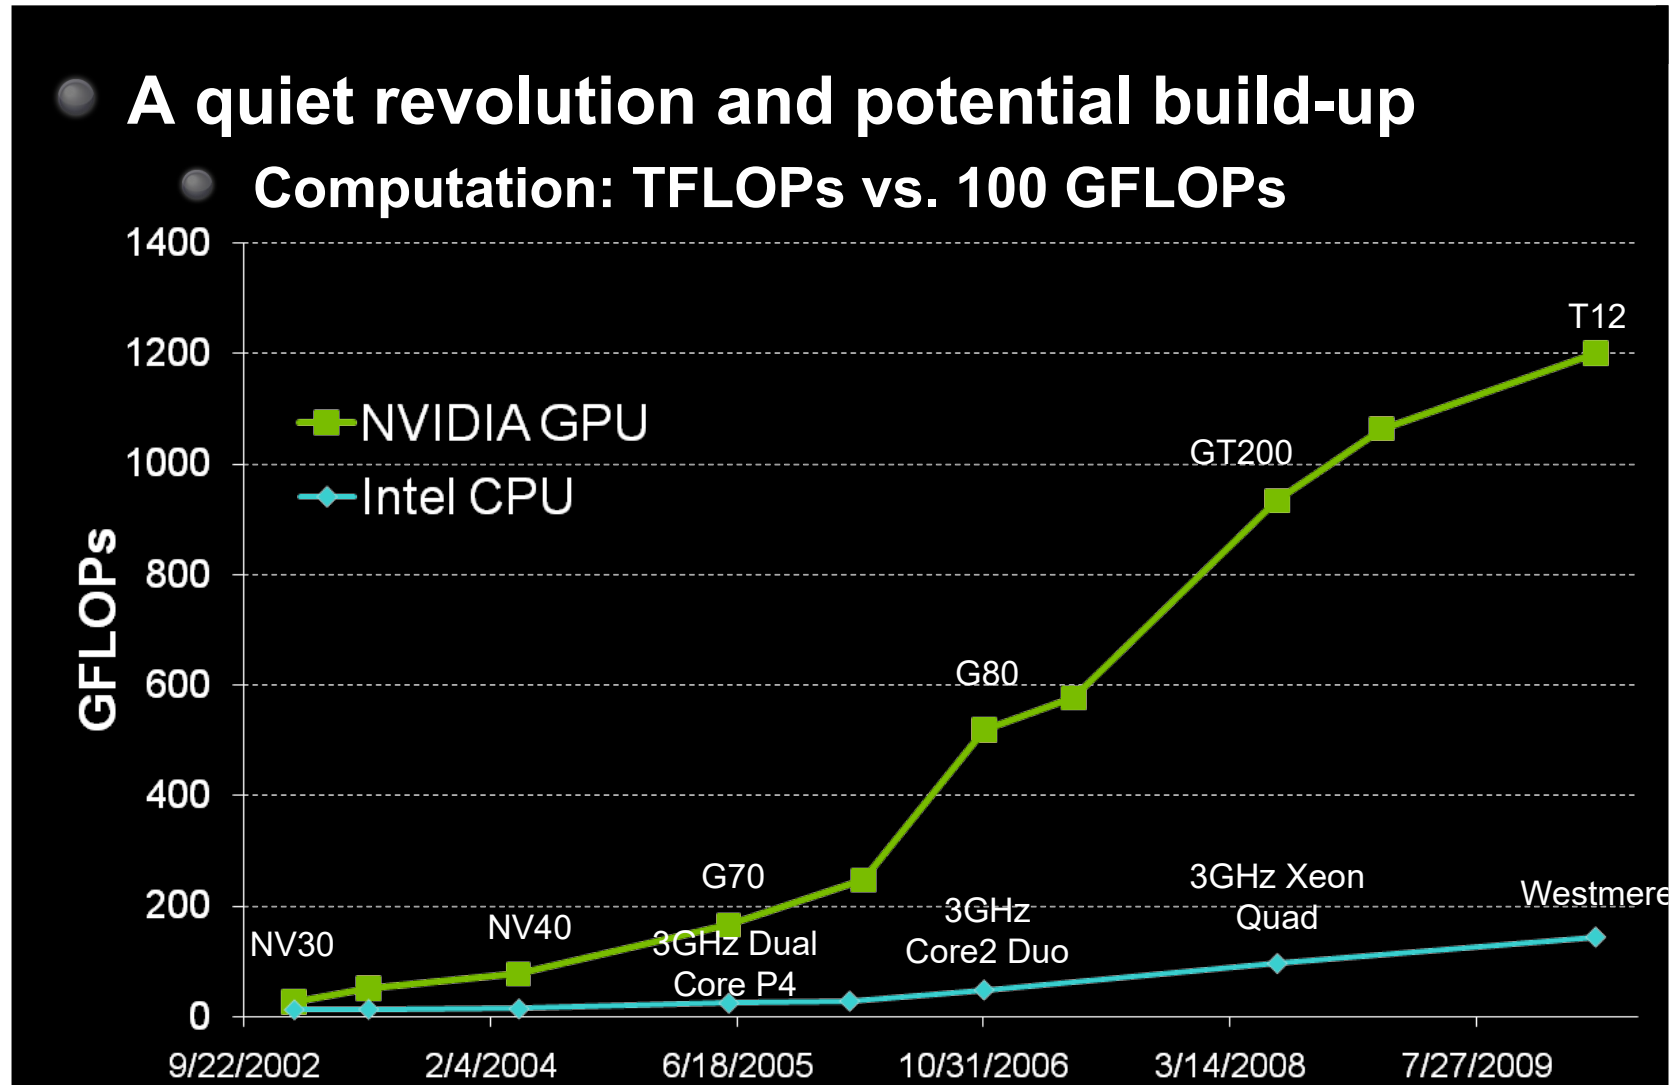 A quiet revolution and potential build-up
Computation: TFLOPs vs. 100 GFLOPs
1400
1200
1000
800
600
400
200
0
GFLOPs
NVIDIA GPU
Intel CPU
T12
GT200
G80
G70
NV40
NV30
3GHz Dual
Core P4
3GHz
Core2 Duo
3GHz Xeon
Quad
Westmere
9/22/2002
2/4/2004
6/18/2005
10/31/2006
3/14/2008
7/27/2009